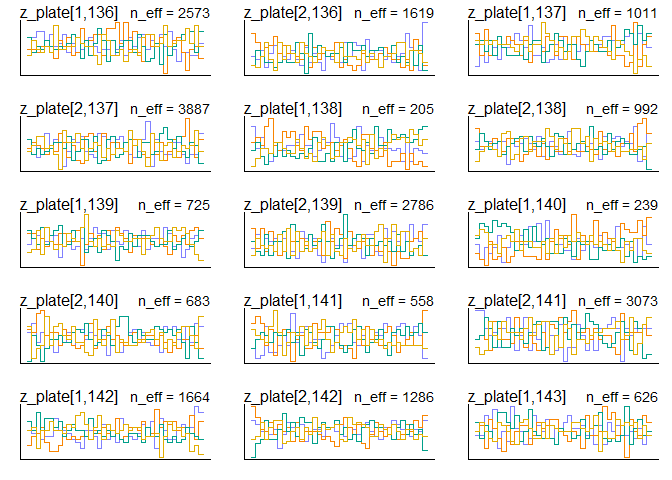 z_plate[1,136] n_eff = 2573
z_plate[2,136] n_eff = 1619
z_plate[1,137] n_eff = 1011
z_plate[2,137] n_eff = 3887
z_plate[1,138] n_eff = 205
z_plate[2,138] n_eff = 992
z_plate[1,139] n_eff = 725
z_plate[2,139] n_eff = 2786
z_plate[1,140] n_eff = 239
z_plate[2,140] n_eff = 683
z_plate[1,141] n_eff = 558
z_plate[2,141] n_eff = 3073
z_plate[1,142] n_eff = 1664
z_plate[2,142] n_eff = 1286
z_plate[1,143] n_eff = 626